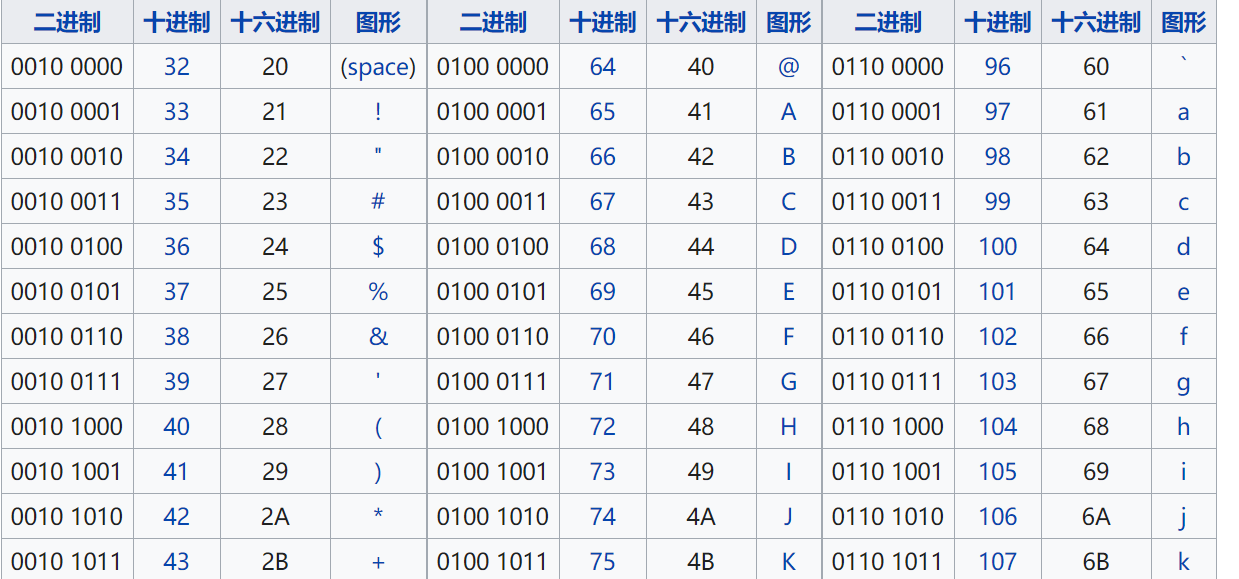 二进制 十进制 十六进制 图形 二进制 十进制 十六进制 图形 二进制 十进制 十六进制 图形
0010 0000 32 20 (space) 0100 0000 64 40 @ 0110 0000 96 60 `
0010 0001 33 21 ! 0100 0001 65 41 A 0110 0001 97 61 a
0010 0010 34 22 " 0100 0010 66 42 B 0110 0010 98 62 b
0010 0011 35 23 # 0100 0011 67 43 C 0110 0011 99 63 c
0010 0100 36 24 $ 0100 0100 68 44 D 0110 0100 100 64 d
0010 0101 37 25 % 0100 0101 69 45 E 0110 0101 101 65 e
0010 0110 38 26 & 0100 0110 70 46 F 0110 0110 102 66 f
0010 0111 39 27 ' 0100 0111 71 47 G 0110 0111 103 67 g
0010 1000 40 28 ( 0100 1000 72 48 H 0110 1000 104 68 h
0010 1001 41 29 ) 0100 1001 73 49 I 0110 1001 105 69 i
0010 1010 42 2A * 0100 1010 74 4A J 0110 1010 106 6A j
0010 1011 43 2B + 0100 1011 75 4B K 0110 1011 107 6B k